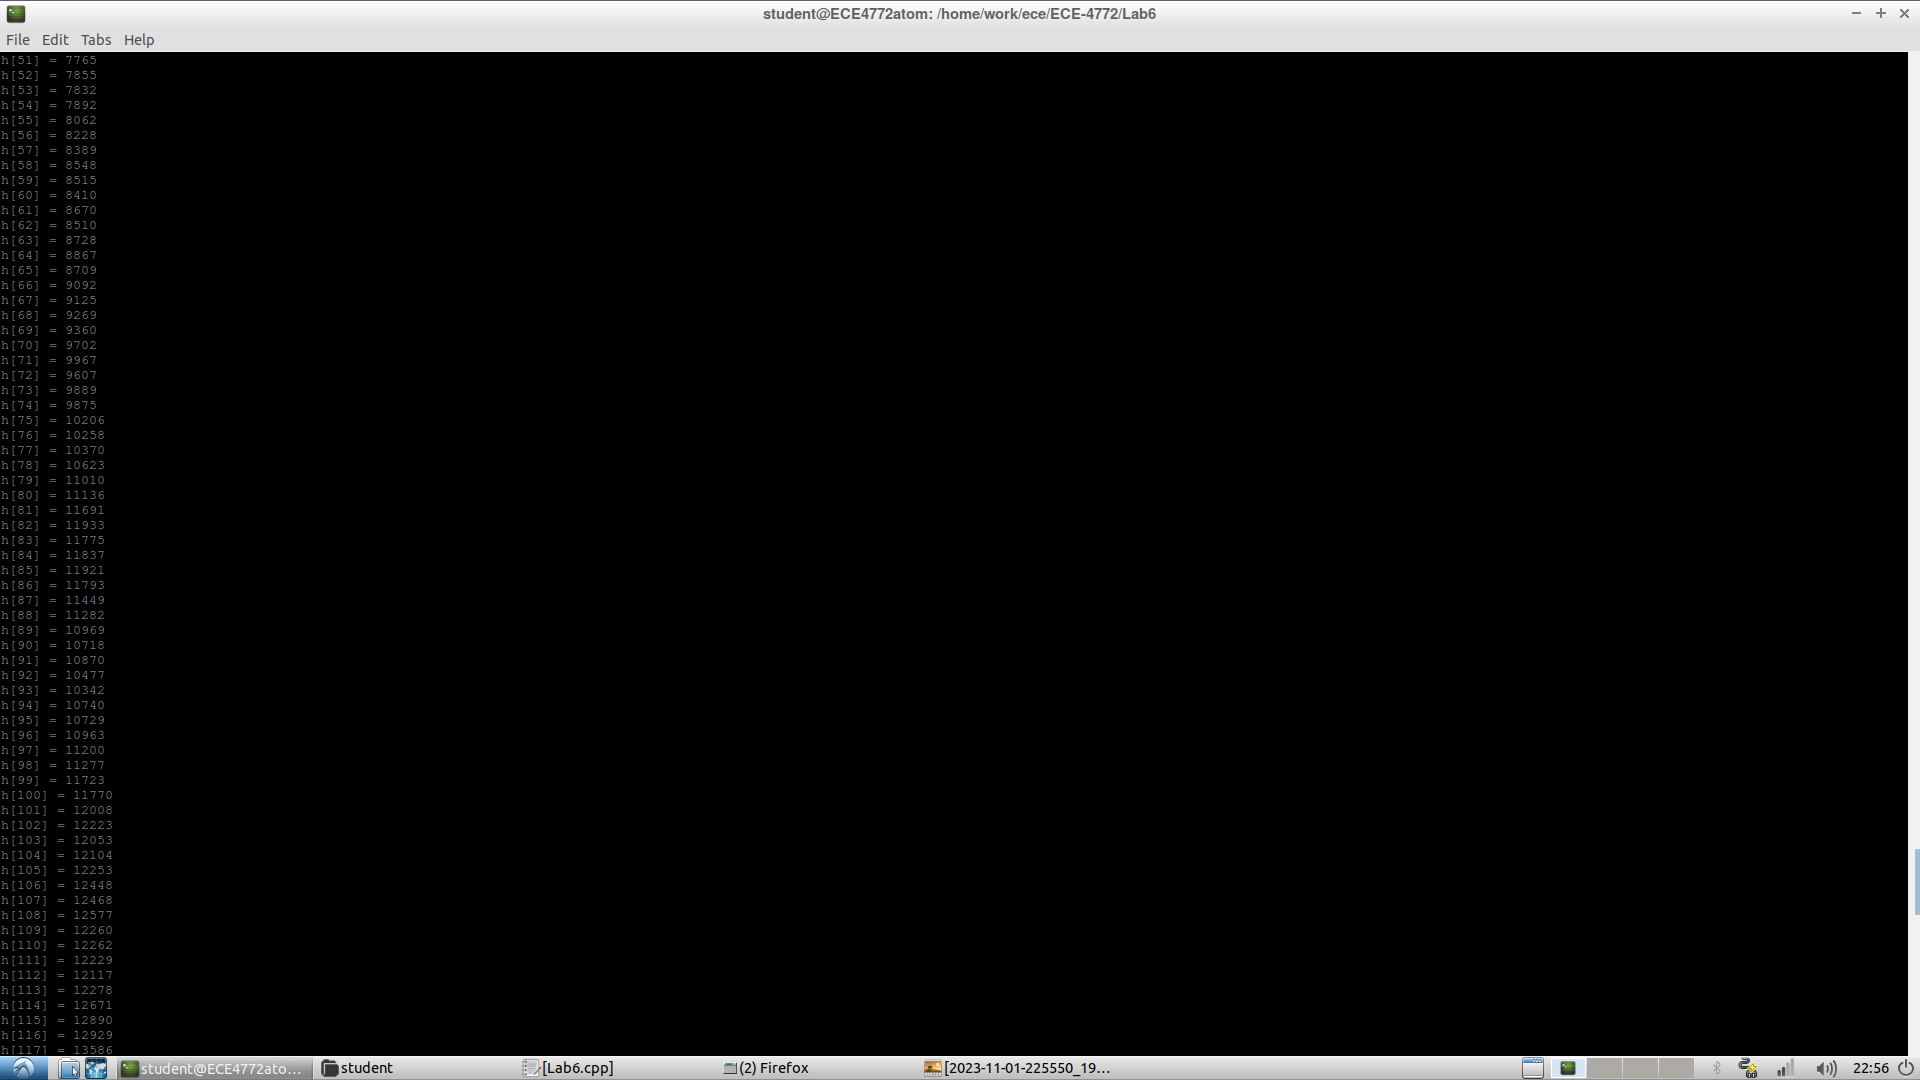 student@ECE4772atom: /home/work/ece/ECE-4772/Lab6
File Edit Tabs Help
h[51] = 7765
h[52] = 7855
h[53] = 7832
h[54] = 7892
h[55] = 8062
h[56] = 8228
h[57] = 8389
h[58] = 8548
h[59] = 8515
h[60] = 8410
h[61] = 8670
h[62] = 8510
h[63] = 8728
h[64] = 8867
h[65] = 8709
h[66] = 9092
h[67] = 9125
h[68] = 9269
h[69] = 9360
h[70] = 9702
h[71] = 9967
h[72] = 9607
h[73] = 9889
h[74] = 9875
h[75] = 10206
h[76] = 10258
h[77] = 10370
h[78] = 10623
h[79] = 11010
h[80] = 11136
h[81] = 11691
h[82] = 11933
h[83] = 11775
h[84] = 11837
h[85] = 11921
h[86] = 11793
h[87] = 11449
h[88] = 11282
h[89] = 10969
h[90] = 10718
h[91] = 10870
h[92] = 10477
h[93] = 10342
h[94] = 10740
h[95] = 10729
h[96] = 10963
h[97] = 11200
h[98] = 11277
h[99] = 11723
h[100] = 11770
h[101] = 12008
h[102] = 12223
h[103] = 12053
h[104] = 12104
h[105] = 12253
h[106] = 12448
h[107] = 12468
h[108] = 12577
h[109] = 12260
h[110] = 12262
h[111] = 12229
h[112] = 12117
h[113] = 12278
h[114] = 12671
h[115] = 12890
h[116] = 12929
h[117] = 13586
student@ECE4772ato... student [Lab6.cpp] (2) Firefox [2023-11-01-225550_19... 22:56